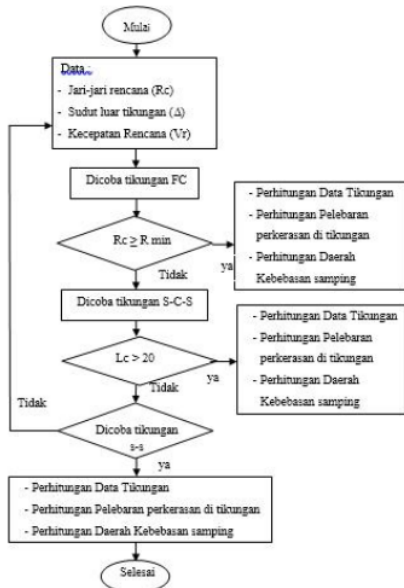 Mulai
Data :
- Jari-jari rencana (Rc)
- Sudut luar tikungan (Δ)
- Kecepatan Rencana (Vr)
Dicoba tikungan FC
Rc ≥ R min
ya
- Perhitungan Data Tikungan
- Perhitungan Pelebaran
perkerasan di tikungan
- Perhitungan Daerah
Kebebasan samping
Tidak
Dicoba tikungan S-C-S
Lc > 20
ya
- Perhitungan Data Tikungan
- Perhitungan Pelebaran
perkerasan di tikungan
- Perhitungan Daerah
Kebebasan samping
Tidak
Tidak
Dicoba tikungan
s-s
ya
- Perhitungan Data Tikungan
- Perhitungan Pelebaran perkerasan di tikungan
- Perhitungan Daerah Kebebasan samping
Selesai